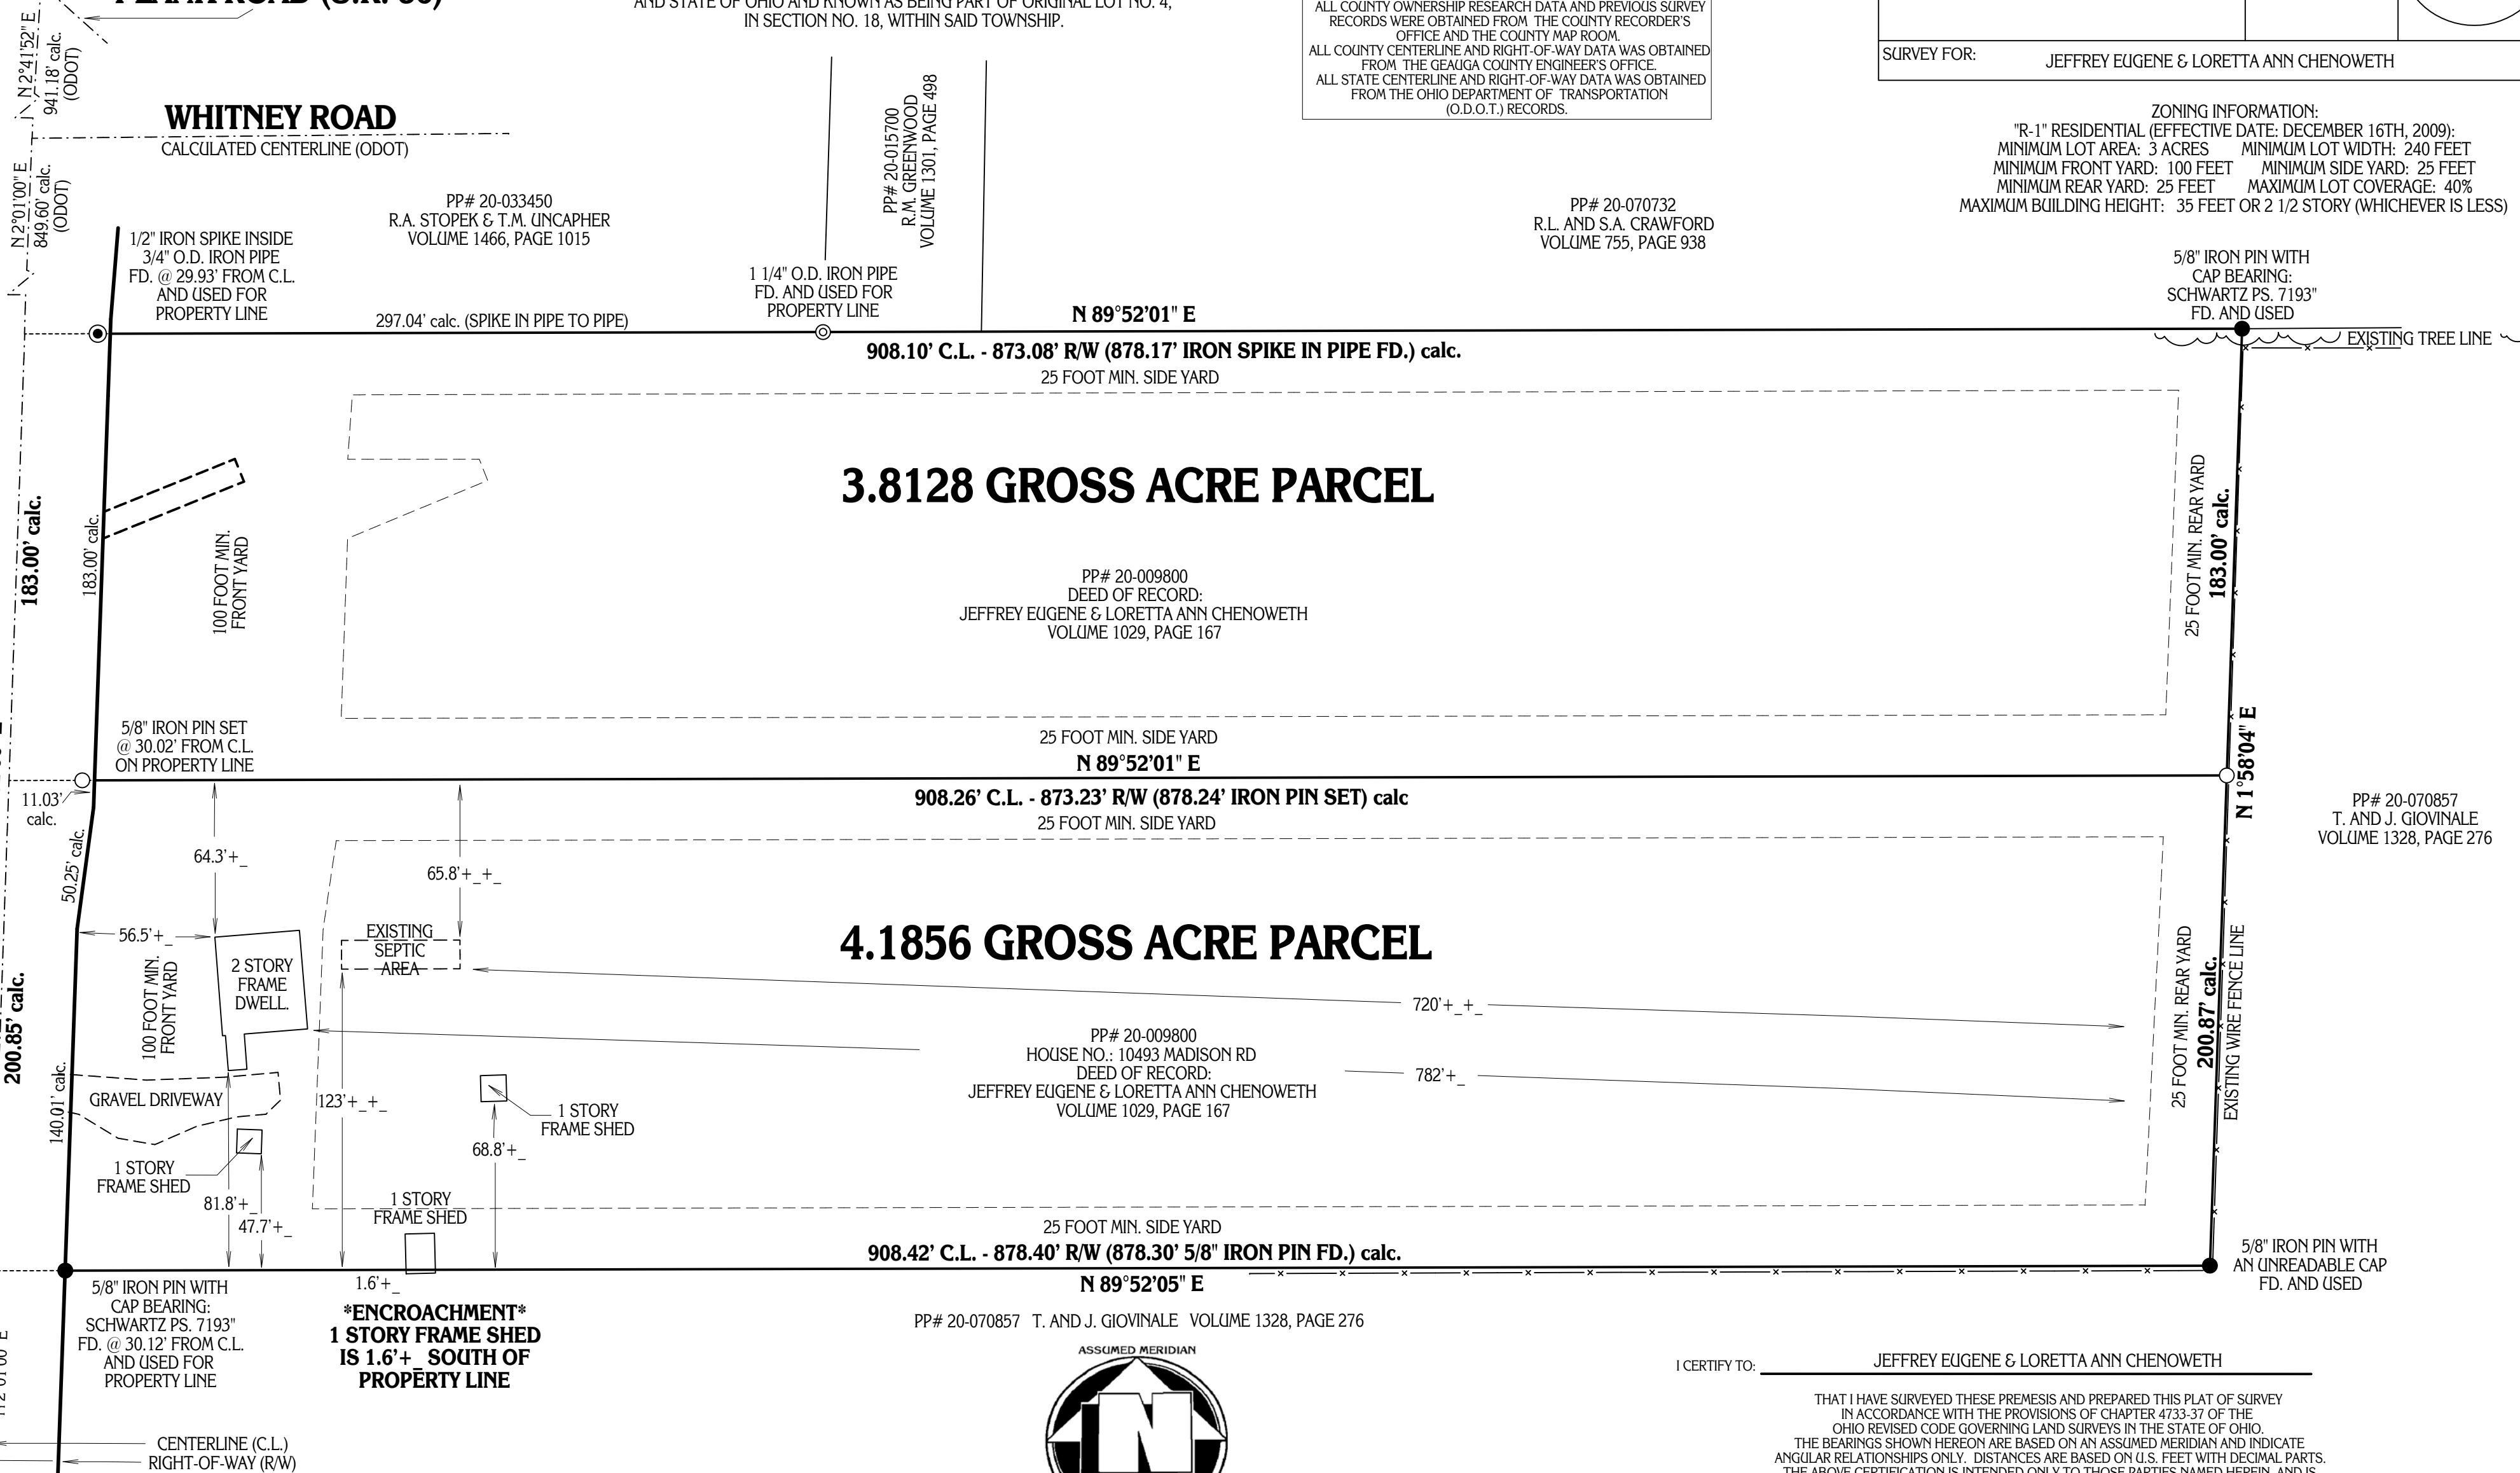 AND STATE OF OHIO AND KNOWN AS BEING PART OF ORIGINAL LOT NO. 4,
IN SECTION NO. 18, WITHIN SAID TOWNSHIP.
ALL COUNTY OWNERSHIP RESEARCH DATA AND PREVIOUS SURVEY
RECORDS WERE OBTAINED FROM THE COUNTY RECORDER'S
OFFICE AND THE COUNTY MAP ROOM.
ALL COUNTY CENTERLINE AND RIGHT-OF-WAY DATA WAS OBTAINED
FROM THE GEAUGA COUNTY ENGINEER'S OFFICE.
ALL STATE CENTERLINE AND RIGHT-OF-WAY DATA WAS OBTAINED
FROM THE OHIO DEPARTMENT OF TRANSPORTATION
(O.D.O.T.) RECORDS.
SURVEY FOR: JEFFREY EUGENE & LORETTA ANN CHENOWETH
ZONING INFORMATION:
"R-1" RESIDENTIAL (EFFECTIVE DATE: DECEMBER 16TH, 2009):
MINIMUM LOT AREA: 3 ACRES MINIMUM LOT WIDTH: 240 FEET
MINIMUM FRONT YARD: 100 FEET MINIMUM SIDE YARD: 25 FEET
MINIMUM REAR YARD: 25 FEET MAXIMUM LOT COVERAGE: 40%
MAXIMUM BUILDING HEIGHT: 35 FEET OR 2 1/2 STORY (WHICHEVER IS LESS)
N 2°41'52" E
941.18' calc.
(ODOT)
WHITNEY ROAD
CALCULATED CENTERLINE (ODOT)
N 2°01'00" E
849.60' calc.
(ODOT)
PP# 20-033450
R.A. STOPEK & T.M. UNCAPHER
VOLUME 1466, PAGE 1015
PP# 20-015700
R.M. GREENWOOD
VOLUME 1301, PAGE 498
PP# 20-070732
R.L. AND S.A. CRAWFORD
VOLUME 755, PAGE 938
1/2" IRON SPIKE INSIDE
3/4" O.D. IRON PIPE
FD. @ 29.93' FROM C.L.
AND USED FOR
PROPERTY LINE
1 1/4" O.D. IRON PIPE
FD. AND USED FOR
PROPERTY LINE
5/8" IRON PIN WITH
CAP BEARING:
SCHWARTZ PS. 7193"
FD. AND USED
297.04' calc. (SPIKE IN PIPE TO PIPE)
N 89°52'01" E
EXISTING TREE LINE
908.10' C.L. - 873.08' R/W (878.17' IRON SPIKE IN PIPE FD.) calc.
25 FOOT MIN. SIDE YARD
183.00' calc.
183.00' calc.
100 FOOT MIN.
FRONT YARD
3.8128 GROSS ACRE PARCEL
PP# 20-009800
DEED OF RECORD:
JEFFREY EUGENE & LORETTA ANN CHENOWETH
VOLUME 1029, PAGE 167
25 FOOT MIN. REAR YARD
183.00' calc.
5/8" IRON PIN SET
@ 30.02' FROM C.L.
ON PROPERTY LINE
25 FOOT MIN. SIDE YARD
N 89°52'01" E
908.26' C.L. - 873.23' R/W (878.24' IRON PIN SET) calc
25 FOOT MIN. SIDE YARD
N 1°58'04" E
PP# 20-070857
T. AND J. GIOVINALE
VOLUME 1328, PAGE 276
11.03'
calc.
50.25' calc.
64.3'+_
65.8'+_+_
56.5'+_
EXISTING
SEPTIC
AREA
2 STORY
FRAME
DWELL.
100 FOOT MIN.
FRONT YARD
200.85' calc.
140.01' calc.
4.1856 GROSS ACRE PARCEL
720'+_+_
PP# 20-009800
HOUSE NO.: 10493 MADISON RD
DEED OF RECORD:
JEFFREY EUGENE & LORETTA ANN CHENOWETH
VOLUME 1029, PAGE 167
782'+_
25 FOOT MIN. REAR YARD
200.87' calc.
EXISTING WIRE FENCE LINE
GRAVEL DRIVEWAY
123'+_+_
1 STORY
FRAME SHED
68.8'+_
1 STORY
FRAME SHED
81.8'+_
47.7'+_
1 STORY
FRAME SHED
25 FOOT MIN. SIDE YARD
908.42' C.L. - 878.40' R/W (878.30' 5/8" IRON PIN FD.) calc.
N 89°52'05" E
5/8" IRON PIN WITH
AN UNREADABLE CAP
FD. AND USED
5/8" IRON PIN WITH
CAP BEARING:
SCHWARTZ PS. 7193"
FD. @ 30.12' FROM C.L.
AND USED FOR
PROPERTY LINE
1.6'+_
*ENCROACHMENT*
1 STORY FRAME SHED
IS 1.6'+_ SOUTH OF
PROPERTY LINE
PP# 20-070857 T. AND J. GIOVINALE VOLUME 1328, PAGE 276
ASSUMED MERIDIAN
N
I CERTIFY TO: JEFFREY EUGENE & LORETTA ANN CHENOWETH
THAT I HAVE SURVEYED THESE PREMESIS AND PREPARED THIS PLAT OF SURVEY
IN ACCORDANCE WITH THE PROVISIONS OF CHAPTER 4733-37 OF THE
OHIO REVISED CODE GOVERNING LAND SURVEYS IN THE STATE OF OHIO.
THE BEARINGS SHOWN HEREON ARE BASED ON AN ASSUMED MERIDIAN AND INDICATE
ANGULAR RELATIONSHIPS ONLY. DISTANCES ARE BASED ON U.S. FEET WITH DECIMAL PARTS.
THE ABOVE CERTIFICATION IS INTENDED ONLY TO THOSE PARTIES NAMED HEREIN, AND IS
CENTERLINE (C.L.)
RIGHT-OF-WAY (R/W)